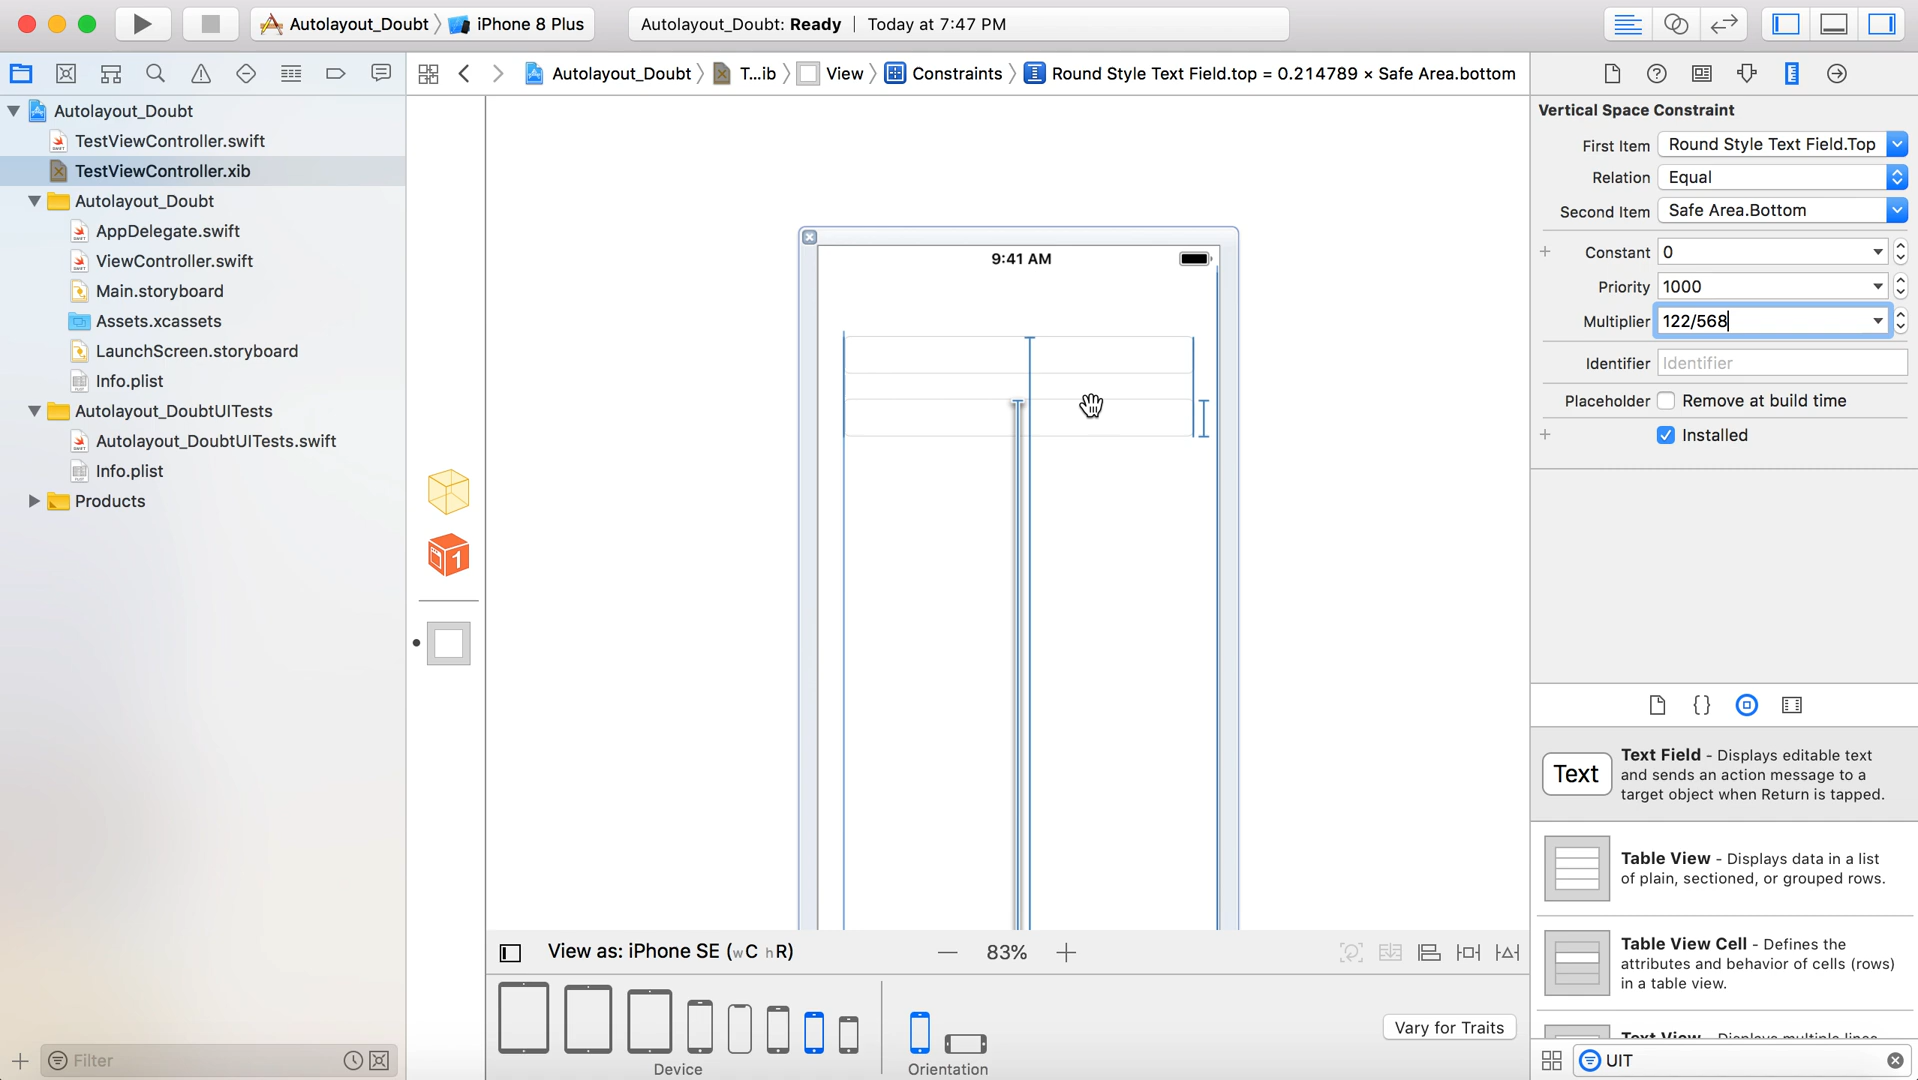 Autolayout_Doubt
iPhone 8 Plus
Autolayout_Doubt: Ready | Today at 7:47 PM
Autolayout_Doubt
T...ib
View
Constraints
Round Style Text Field.top = 0.214789 × Safe Area.bottom
Autolayout_Doubt
TestViewController.swift
TestViewController.xib
Autolayout_Doubt
AppDelegate.swift
ViewController.swift
Main.storyboard
Assets.xcassets
LaunchScreen.storyboard
Info.plist
Autolayout_DoubtUITests
Autolayout_DoubtUITests.swift
Info.plist
Products
Filter
1
9:41 AM
View as: iPhone SE (wC hR)
83%
Device
Orientation
Vary for Traits
Vertical Space Constraint
First Item Round Style Text Field.Top
Relation Equal
Second Item Safe Area.Bottom
Constant 0
Priority 1000
Multiplier 122/568
Identifier Identifier
Placeholder Remove at build time
Installed
{}
Text
Text Field - Displays editable text
and sends an action message to a
target object when Return is tapped.
Table View - Displays data in a list
of plain, sectioned, or grouped rows.
Table View Cell - Defines the
attributes and behavior of cells (rows)
in a table view.
Text View - Displays multiple lines
UIT